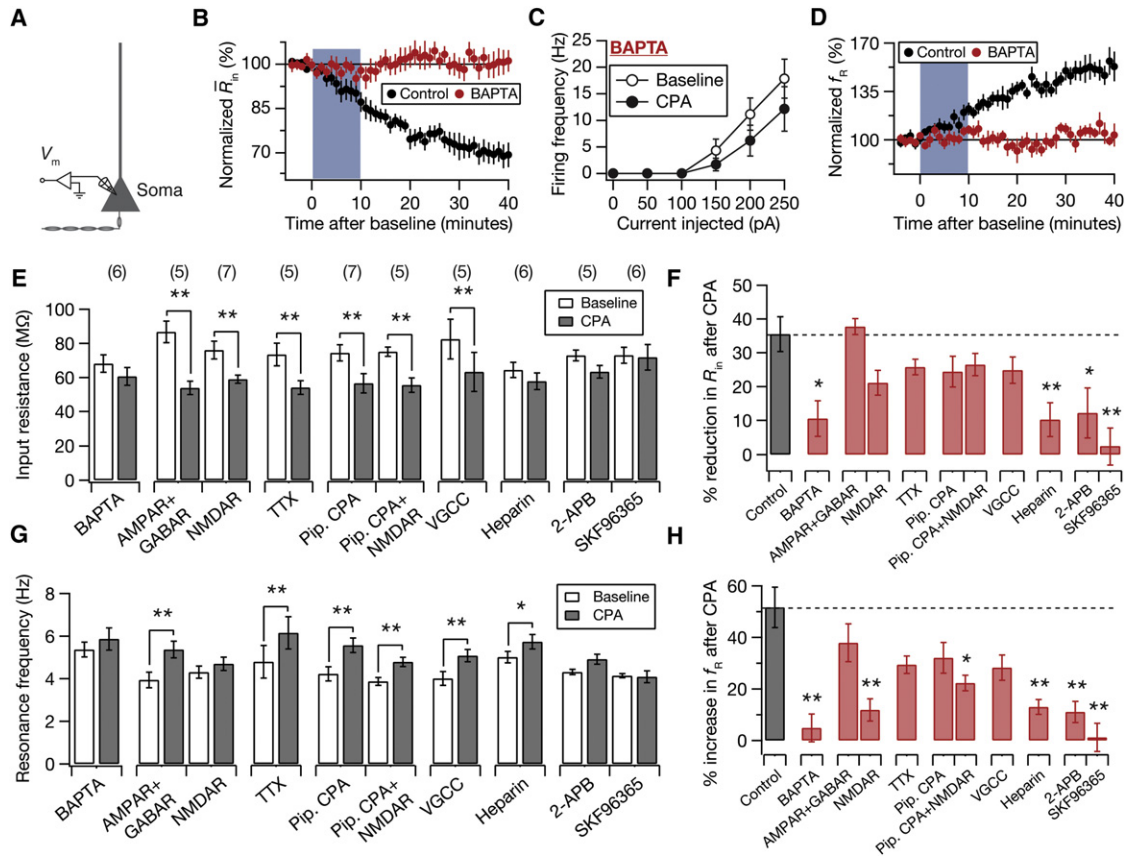 A
V
m
Soma
B
Normalized R̅in (%)
100
85
70
Control BAPTA
0 10 20 30 40
Time after baseline (minutes)
C
Firing frequency (Hz)
25
20
15
10
5
0
BAPTA
Baseline
CPA
0 50 100 150 200 250
Current injected (pA)
D
Normalized fR (%)
170
135
100
Control BAPTA
0 10 20 30 40
Time after baseline (minutes)
E
(6) (5) (7) (5) (7) (5) (5) (6) (5) (6)
Input resistance (MΩ)
100
80
60
40
20
0
** ** ** ** ** **
Baseline
CPA
BAPTA
AMPAR+
GABAR
NMDAR
TTX
Pip. CPA
Pip. CPA+
NMDAR
VGCC
Heparin
2-APB
SKF96365
F
% reduction in Rin after CPA
50
40
30
20
10
0
* ** * **
Control
BAPTA
AMPAR+GABAR
NMDAR
TTX
Pip. CPA
Pip. CPA+NMDAR
VGCC
Heparin
2-APB
SKF96365
G
Resonance frequency (Hz)
8
6
4
2
0
** ** ** ** ** *
Baseline
CPA
BAPTA
AMPAR+
GABAR
NMDAR
TTX
Pip. CPA
Pip. CPA+
NMDAR
VGCC
Heparin
2-APB
SKF96365
H
% increase in fR after CPA
60
40
20
0
** ** * ** ** **
Control
BAPTA
AMPAR+GABAR
NMDAR
TTX
Pip. CPA
Pip. CPA+NMDAR
VGCC
Heparin
2-APB
SKF96365